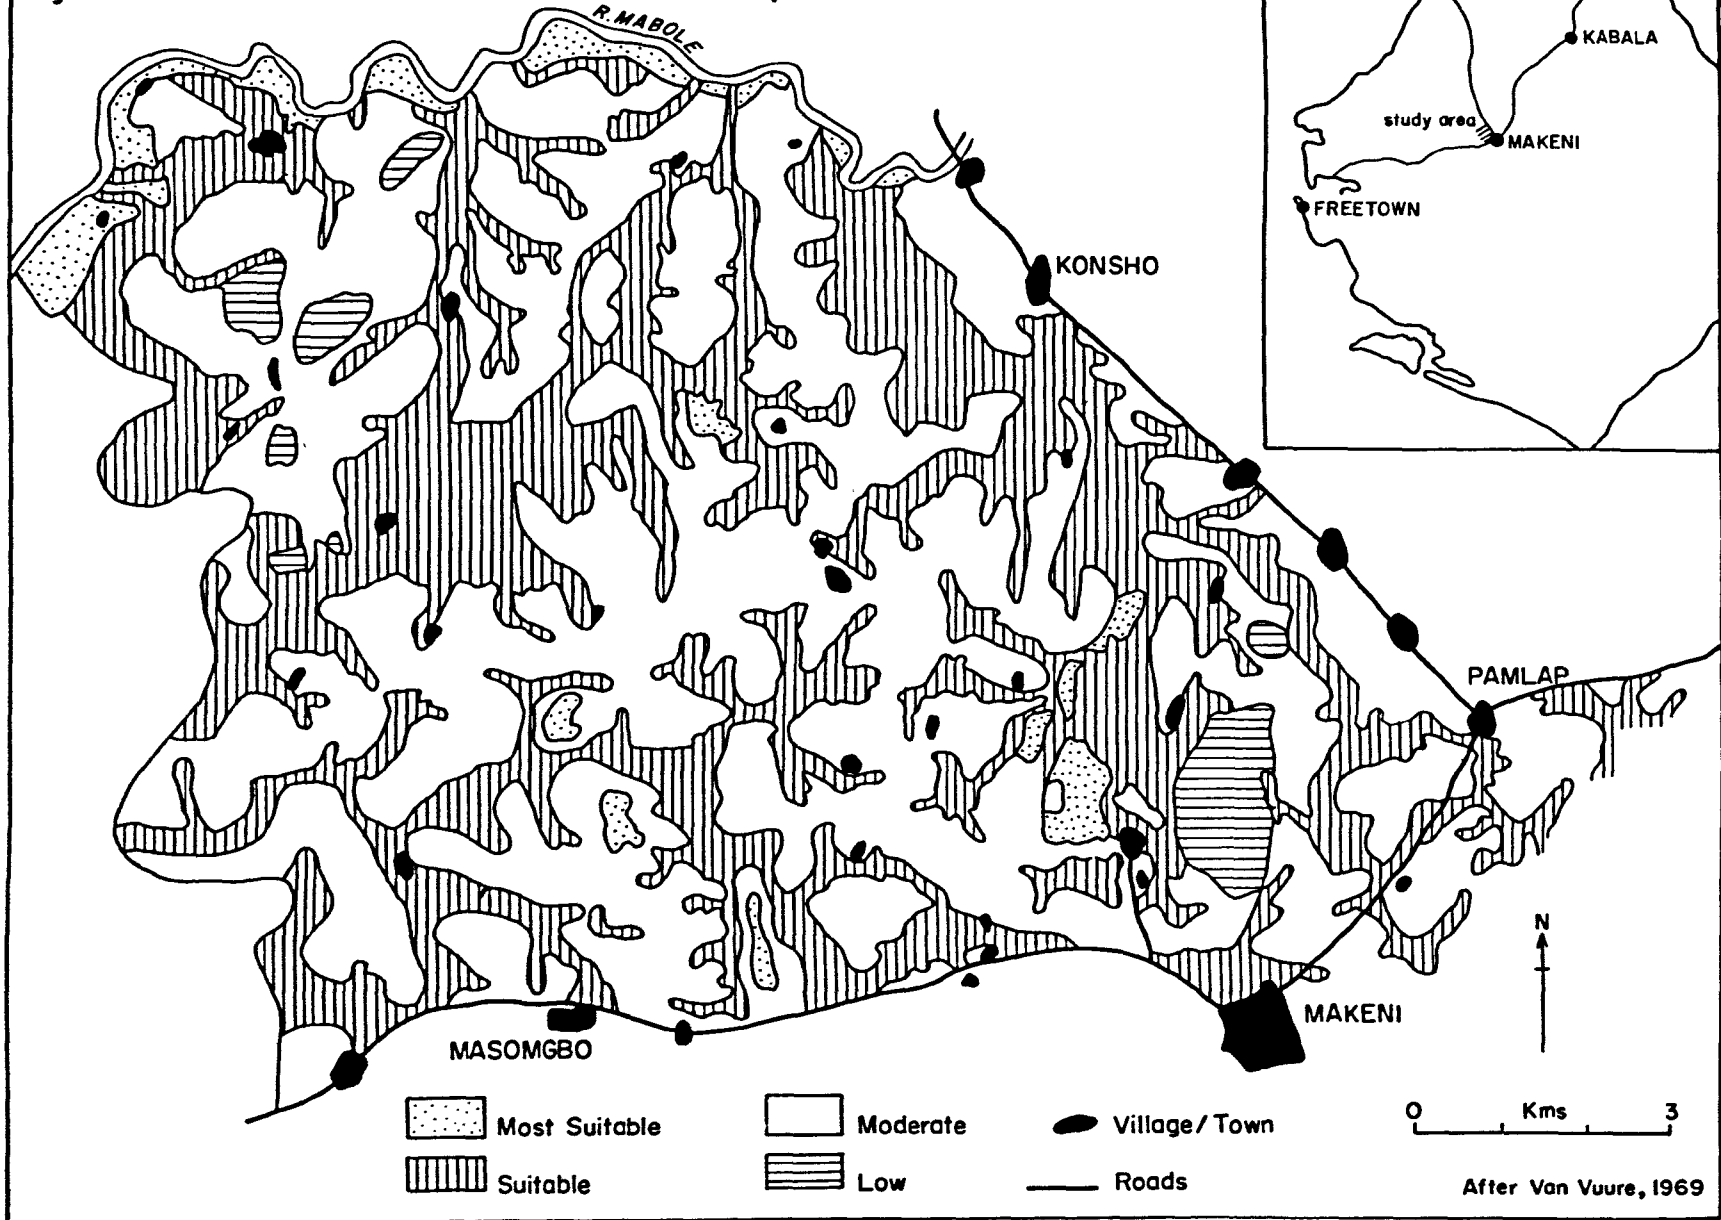 R. MABOLE
KABALA
study area
MAKENI
FREETOWN
KONSHO
PAMLAP
N
MAKENI
MASOMGBO
Most Suitable
Moderate
Village/Town
Suitable
Low
Roads
0 Kms 3
After Van Vuure, 1969